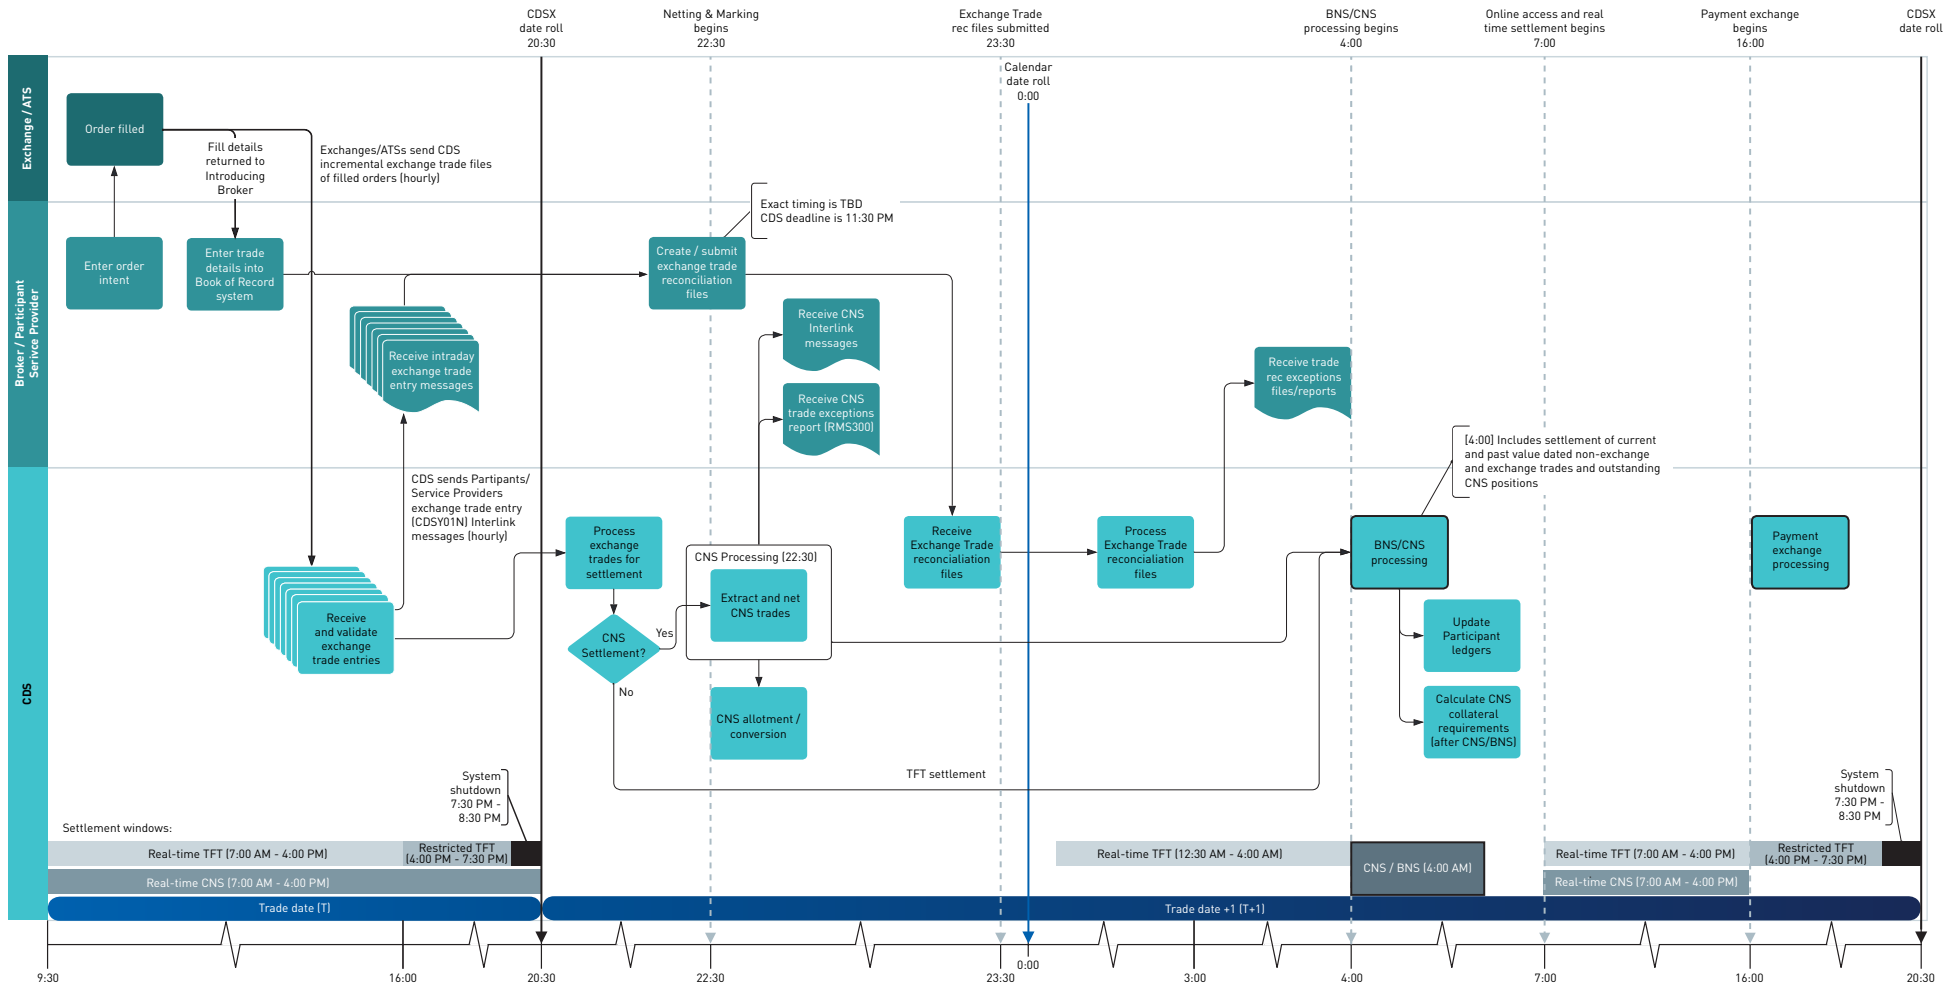 CDSX
date roll
20:30
Netting & Marking
begins
22:30
Exchange Trade
rec files submitted
23:30
BNS/CNS
processing begins
4:00
Online access and real
time settlement begins
7:00
Payment exchange
begins
16:00
CDSX
date roll
20:30
Calendar
date roll
0:00
Exchange / ATS
Order filled
Fill details
returned to
Introducing
Broker
Exchanges/ATSs send CDS
incremental exchange trade files
of filled orders (hourly)
Broker / Participant
Serivce Provider
Enter order
intent
Enter trade
details into
Book of Record
system
Exact timing is TBD
CDS deadline is 11:30 PM
Create / submit
exchange trade
reconciliation
files
Receive intraday
exchange trade
entry messages
Receive CNS
Interlink
messages
Receive CNS
trade exceptions
report (RMS300)
Receive trade
rec exceptions
files/reports
CDS
CDS sends Partipants/
Service Providers
exchange trade entry
(CDSY01N) Interlink
messages (hourly)
[4:00] Includes settlement of current
and past value dated non-exchange
and exchange trades and outstanding
CNS positions
Receive
and validate
exchange
trade entries
Process
exchange
trades for
settlement
CNS
Settlement?
Yes
No
CNS Processing (22:30)
Extract and net
CNS trades
CNS allotment /
conversion
Receive
Exchange Trade
reconcialiation
files
Process
Exchange Trade
reconcialiation
files
BNS/CNS
processing
Update
Participant
ledgers
Calculate CNS
collateral
requirements
(after CNS/BNS)
Payment
exchange
processing
TFT settlement
System
shutdown
7:30 PM -
8:30 PM
System
shutdown
7:30 PM -
8:30 PM
Settlement windows:
Real-time TFT (7:00 AM - 4:00 PM)
Restricted TFT
(4:00 PM - 7:30 PM)
Real-time TFT (12:30 AM - 4:00 AM)
CNS / BNS (4:00 AM)
Real-time TFT (7:00 AM - 4:00 PM)
Restricted TFT
(4:00 PM - 7:30 PM)
Real-time CNS (7:00 AM - 4:00 PM)
Real-time CNS (7:00 AM - 4:00 PM)
Trade date (T)
Trade date +1 (T+1)
9:30
16:00
20:30
22:30
23:30
0:00
3:00
4:00
7:00
16:00
20:30